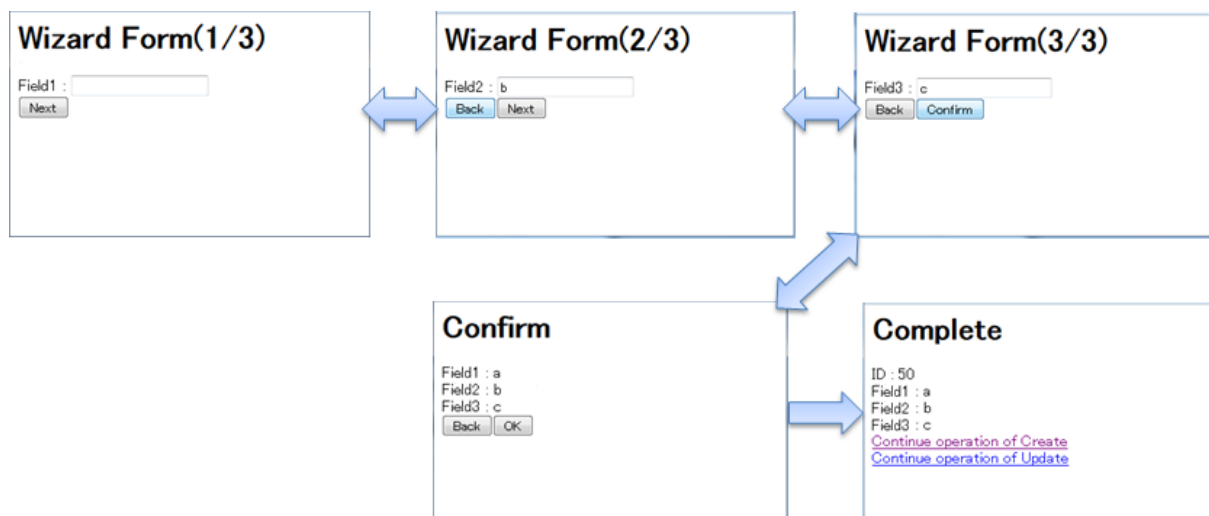 Wizard Form(1/3)
Field1 :
Next
Wizard Form(2/3)
Field2 : b
Back Next
Wizard Form(3/3)
Field3 : c
Back Confirm
Confirm
Field1 : a
Field2 : b
Field3 : c
Back OK
Complete
ID : 50
Field1 : a
Field2 : b
Field3 : c
Continue operation of Create
Continue operation of Update